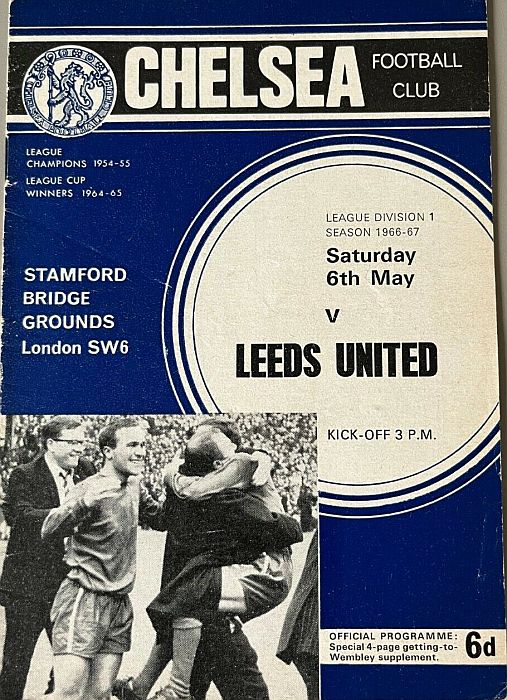 CHELSEA
FOOTBALL
CLUB
LEAGUE
CHAMPIONS 1954-55
LEAGUE CUP
WINNERS 1964-65
LEAGUE DIVISION 1
SEASON 1966-67
Saturday
6th May
v
LEEDS UNITED
KICK-OFF 3 P.M.
STAMFORD
BRIDGE
GROUNDS
London SW6
OFFICIAL PROGRAMME:
Special 4-page getting-to-
Wembley supplement.
6d